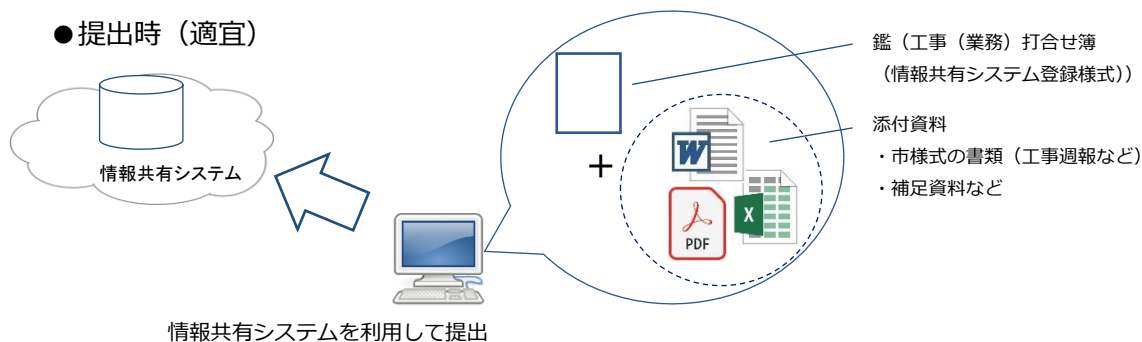 ●提出時（適宜）
鑑（工事（業務）打合せ簿
（情報共有システム登録様式））
添付資料
・市様式の書類（工事週報など）
・補足資料など
情報共有システム
+
W
X
PDF
情報共有システムを利用して提出